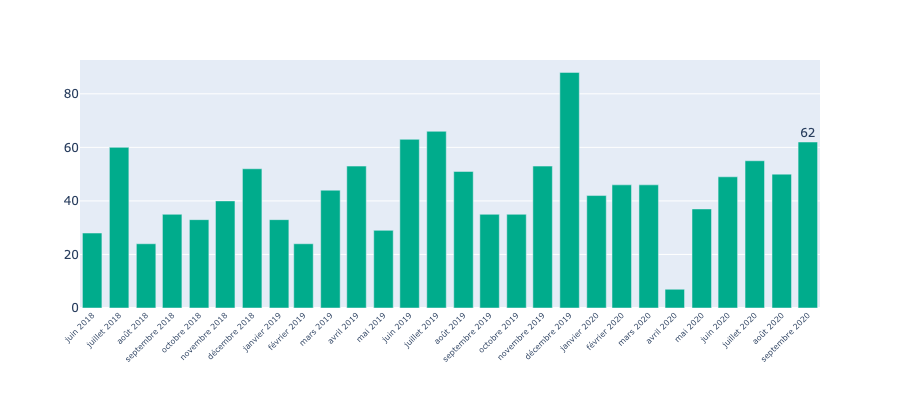 80
60
40
20
0
62
juin 2018
juillet 2018
août 2018
septembre 2018
octobre 2018
novembre 2018
décembre 2018
janvier 2019
février 2019
mars 2019
avril 2019
mai 2019
juin 2019
juillet 2019
août 2019
septembre 2019
octobre 2019
novembre 2019
décembre 2019
janvier 2020
février 2020
mars 2020
avril 2020
mai 2020
juin 2020
juillet 2020
août 2020
septembre 2020